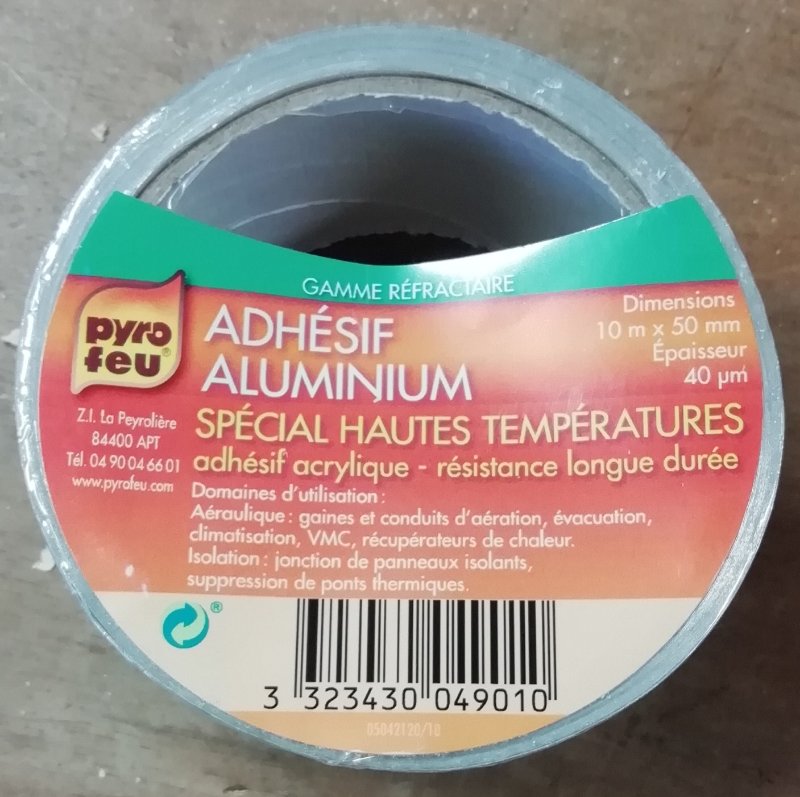 GAMME RÉFRACTAIRE
pyro
feu®
ADHÉSIF
ALUMINIUM
Dimensions
10 m x 50 mm
Épaisseur
40 µm
SPÉCIAL HAUTES TEMPÉRATURES
adhésif acrylique - résistance longue durée
Z.I. La Peyrolière
84400 APT
Tél. 04 90 04 66 01
www.pyrofeu.com
Domaines d'utilisation :
Aéraulique : gaines et conduits d'aération, évacuation,
climatisation, VMC, récupérateurs de chaleur.
Isolation : jonction de panneaux isolants,
suppression de ponts thermiques.
®
3 323430 049010
05042120/10